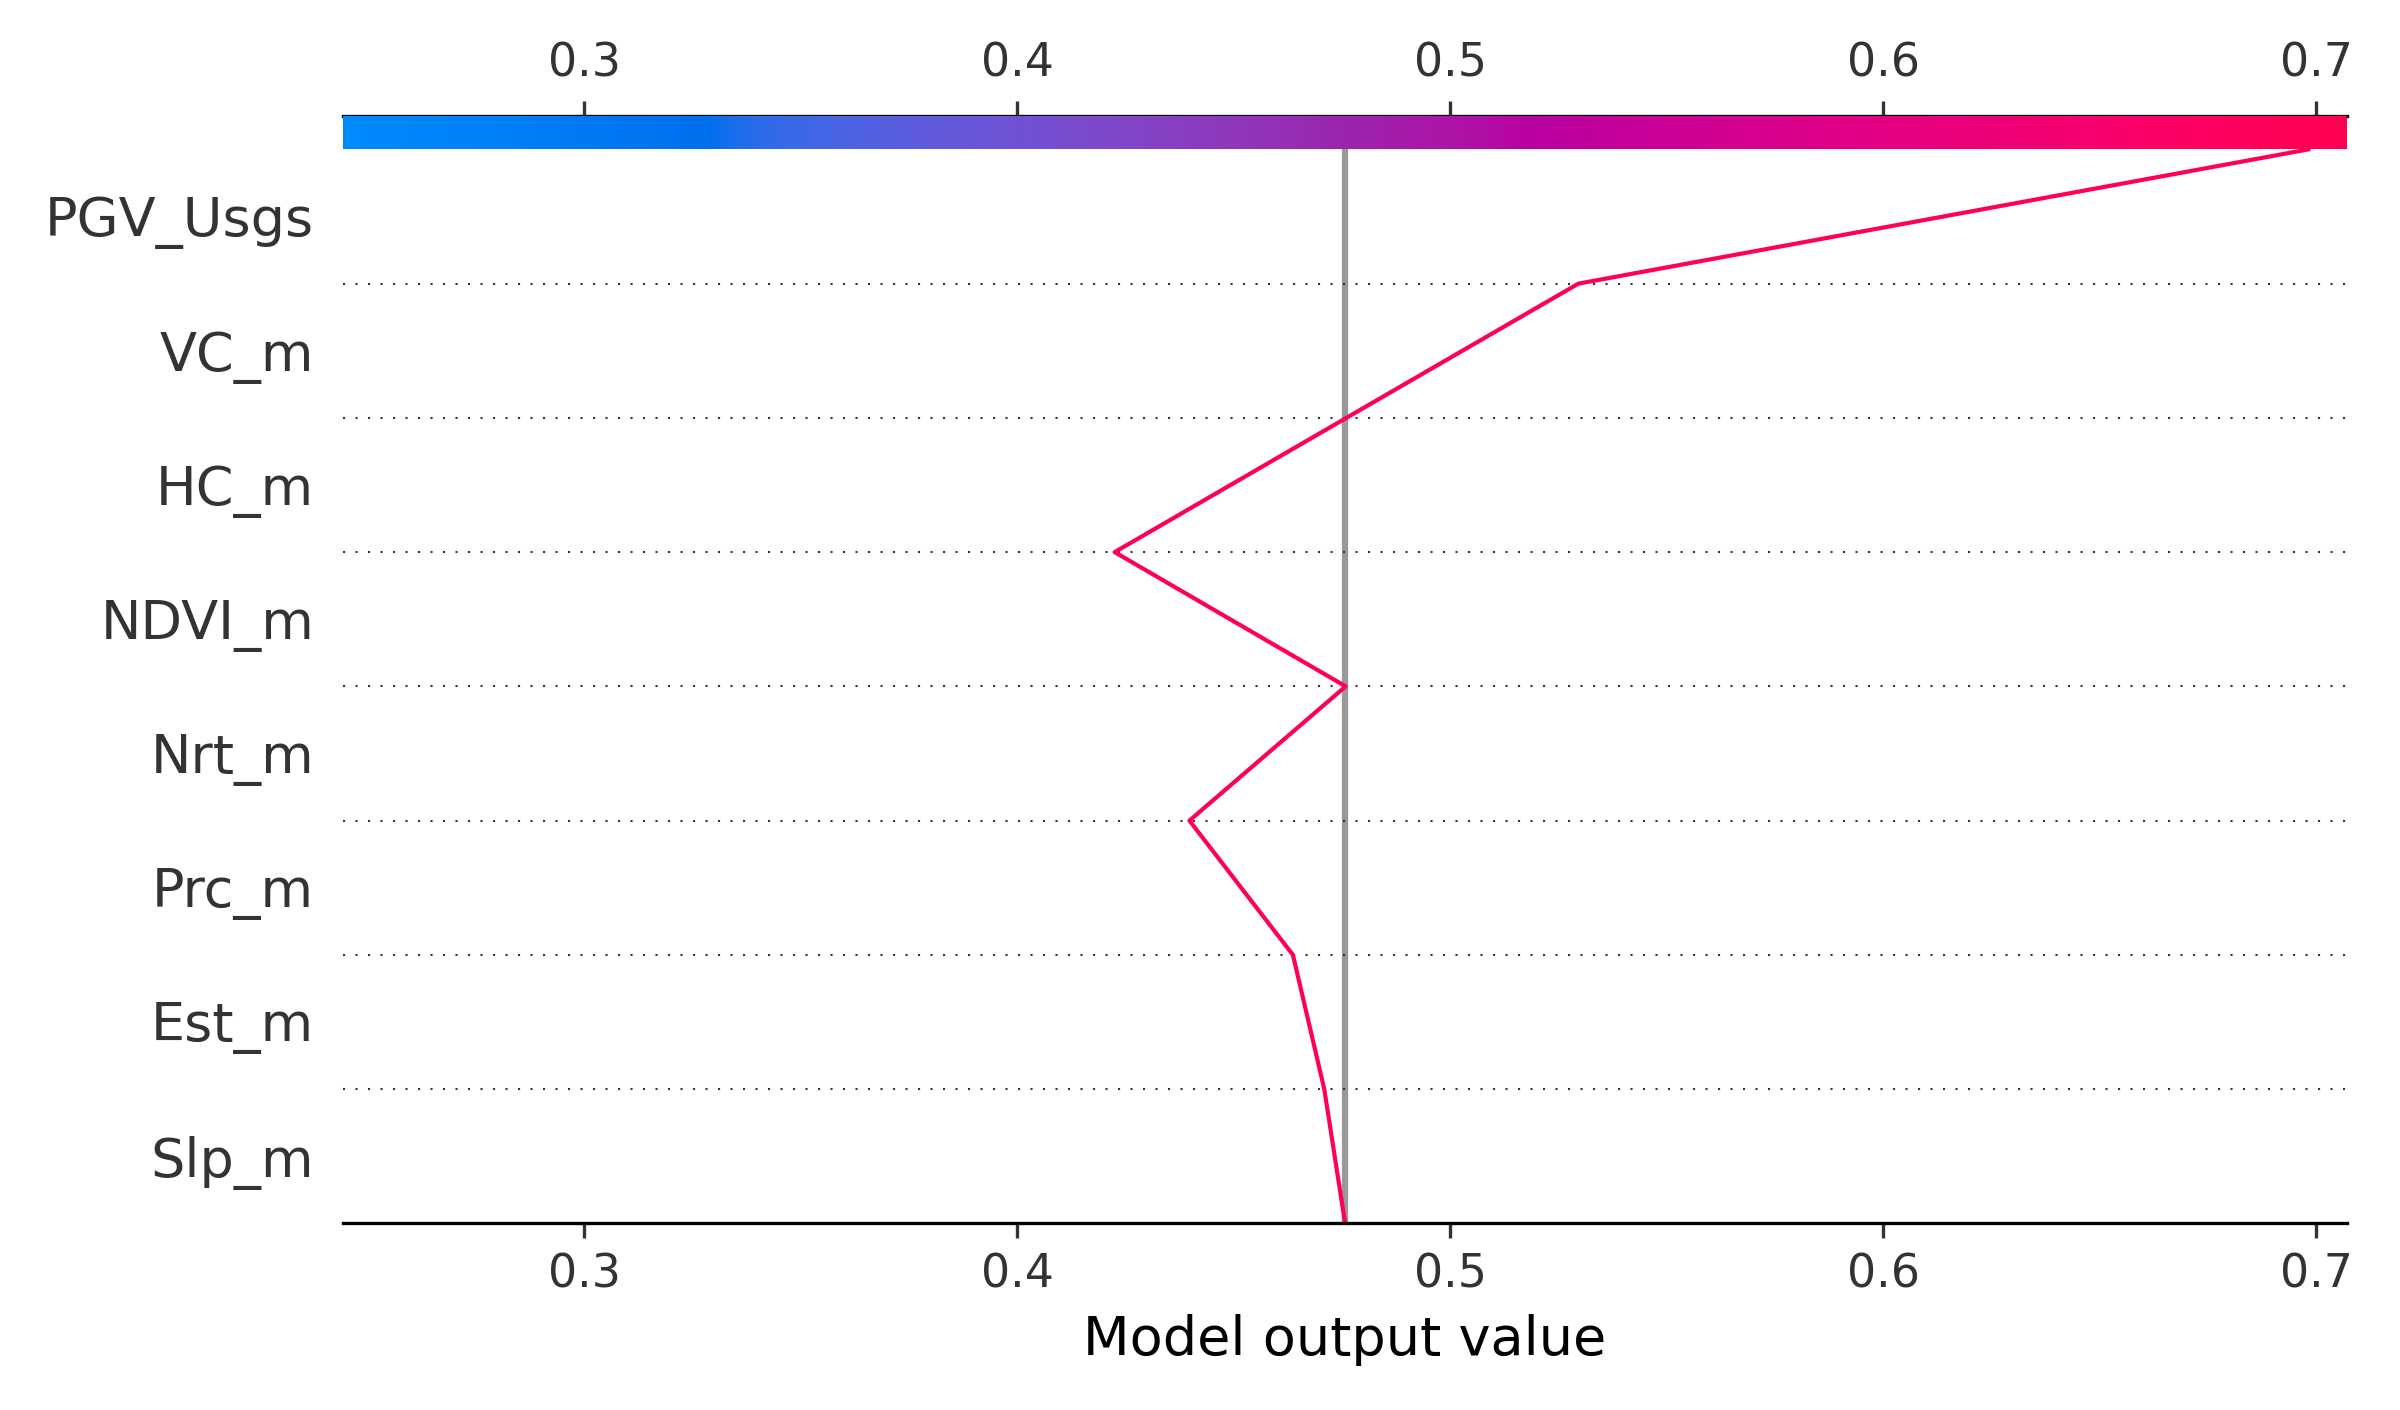 0.3 0.4 0.5 0.6 0.7
PGV_Usgs
VC_m
HC_m
NDVI_m
Nrt_m
Prc_m
Est_m
Slp_m
0.3 0.4 0.5 0.6 0.7
Model output value